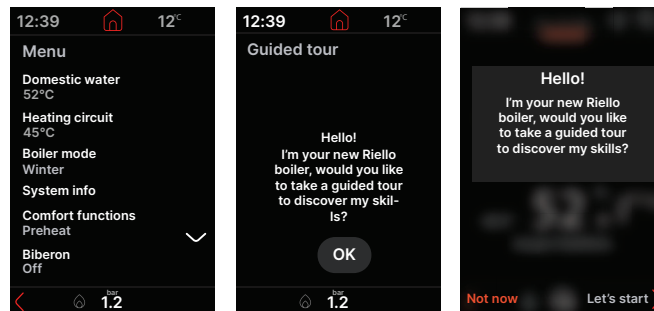 12:39
12°C
Menu
Domestic water
52°C
Heating circuit
45°C
Boiler mode
Winter
System info
Comfort functions
Preheat
Biberon
Off
bar
1.2
12:39
12°C
Guided tour
Hello!
I'm your new Riello
boiler, would you like
to take a guided tour
to discover my skil-
ls?
OK
bar
1.2
Hello!
I'm your new Riello
boiler, would you like
to take a guided tour
to discover my skills?
52
Not now
Let's start